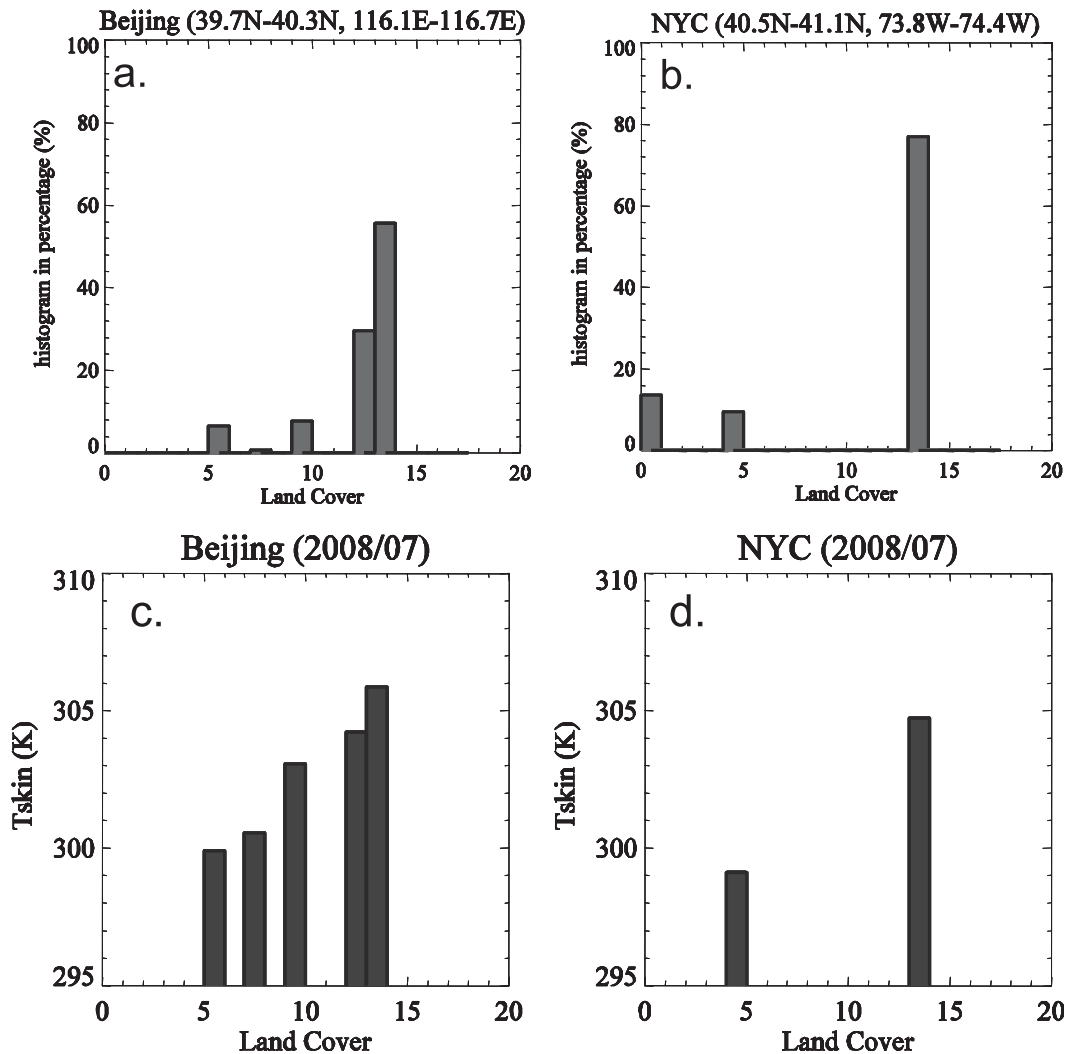 Beijing (39.7N-40.3N, 116.1E-116.7E)
a.
histogram in percentage (%)
100
80
60
40
20
0
0 5 10 15 20
Land Cover
NYC (40.5N-41.1N, 73.8W-74.4W)
b.
histogram in percentage (%)
100
80
60
40
20
0
0 5 10 15 20
Land Cover
Beijing (2008/07)
c.
Tskin (K)
310
305
300
295
0 5 10 15 20
Land Cover
NYC (2008/07)
d.
Tskin (K)
310
305
300
295
0 5 10 15 20
Land Cover